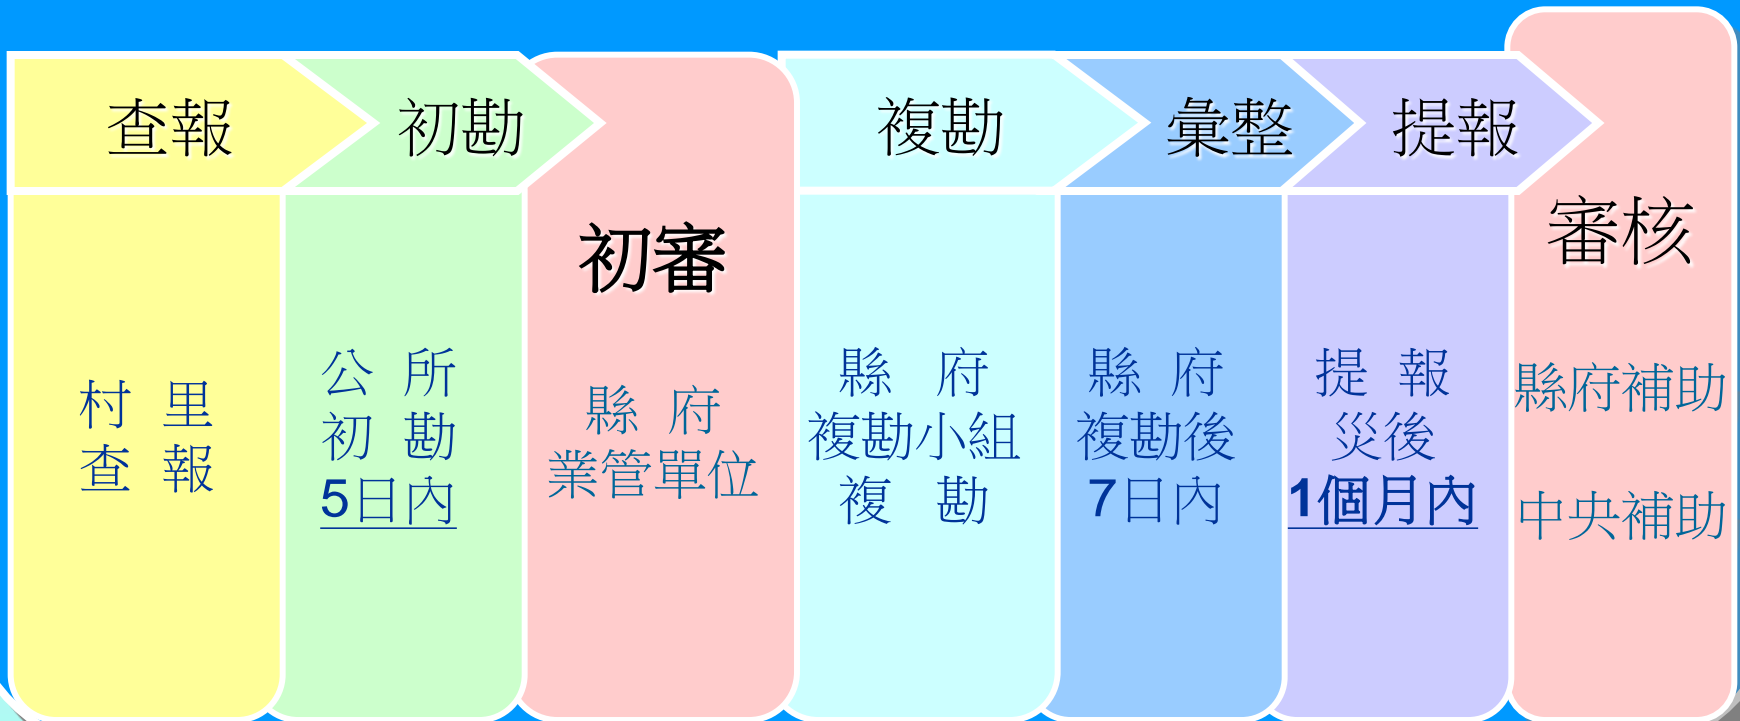 查報
村 里
查 報
初勘
公 所
初 勘
5日內
初審
縣 府
業管單位
複勘
縣 府
複勘小組
複 勘
彙整
縣 府
複勘後
7日內
提報
提 報
災後
1個月內
審核
縣府補助
中央補助